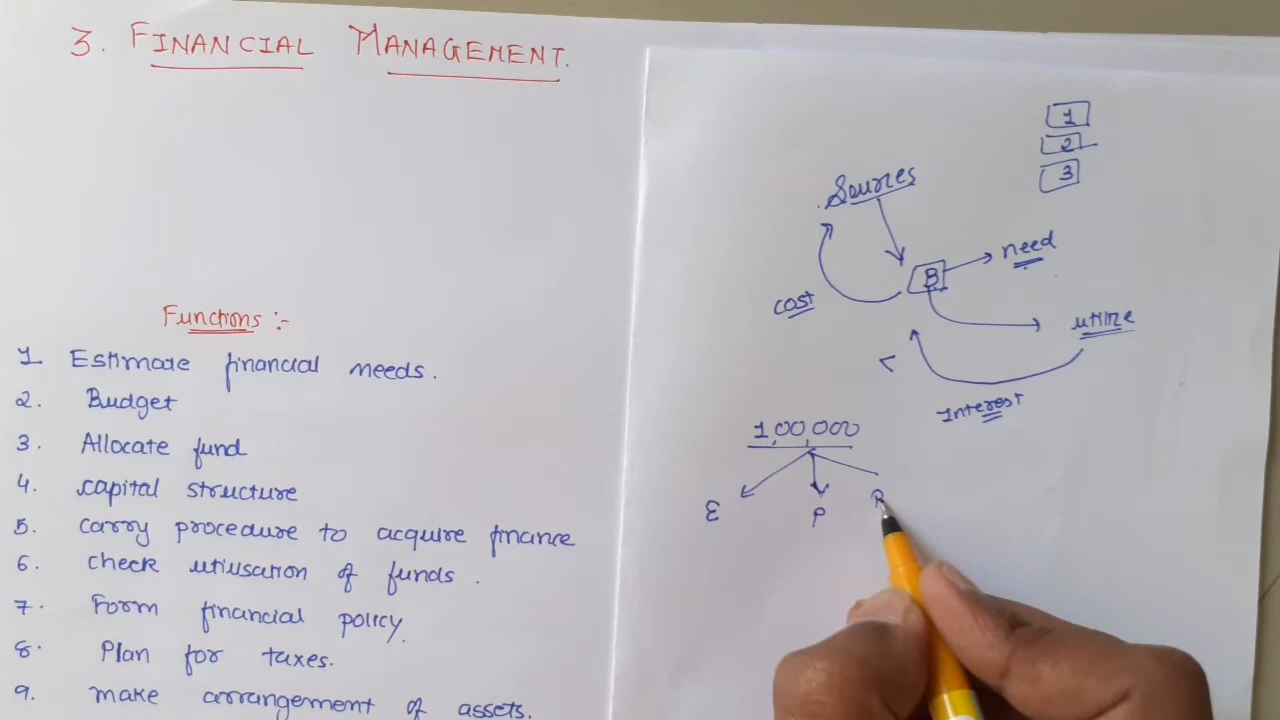 3. FINANCIAL MANAGEMENT.
Functions :-
1 Estimate financial needs.
2. Budget
3. Allocate fund
4. capital structure
5. carry procedure to acquire finance
6. check utilisation of funds.
7. Form financial policy.
8. Plan for taxes.
9. make arrangement of assets.
1
2
3
Sources
need
B
cost
utilize
Interest
1,00,000
E
P
R